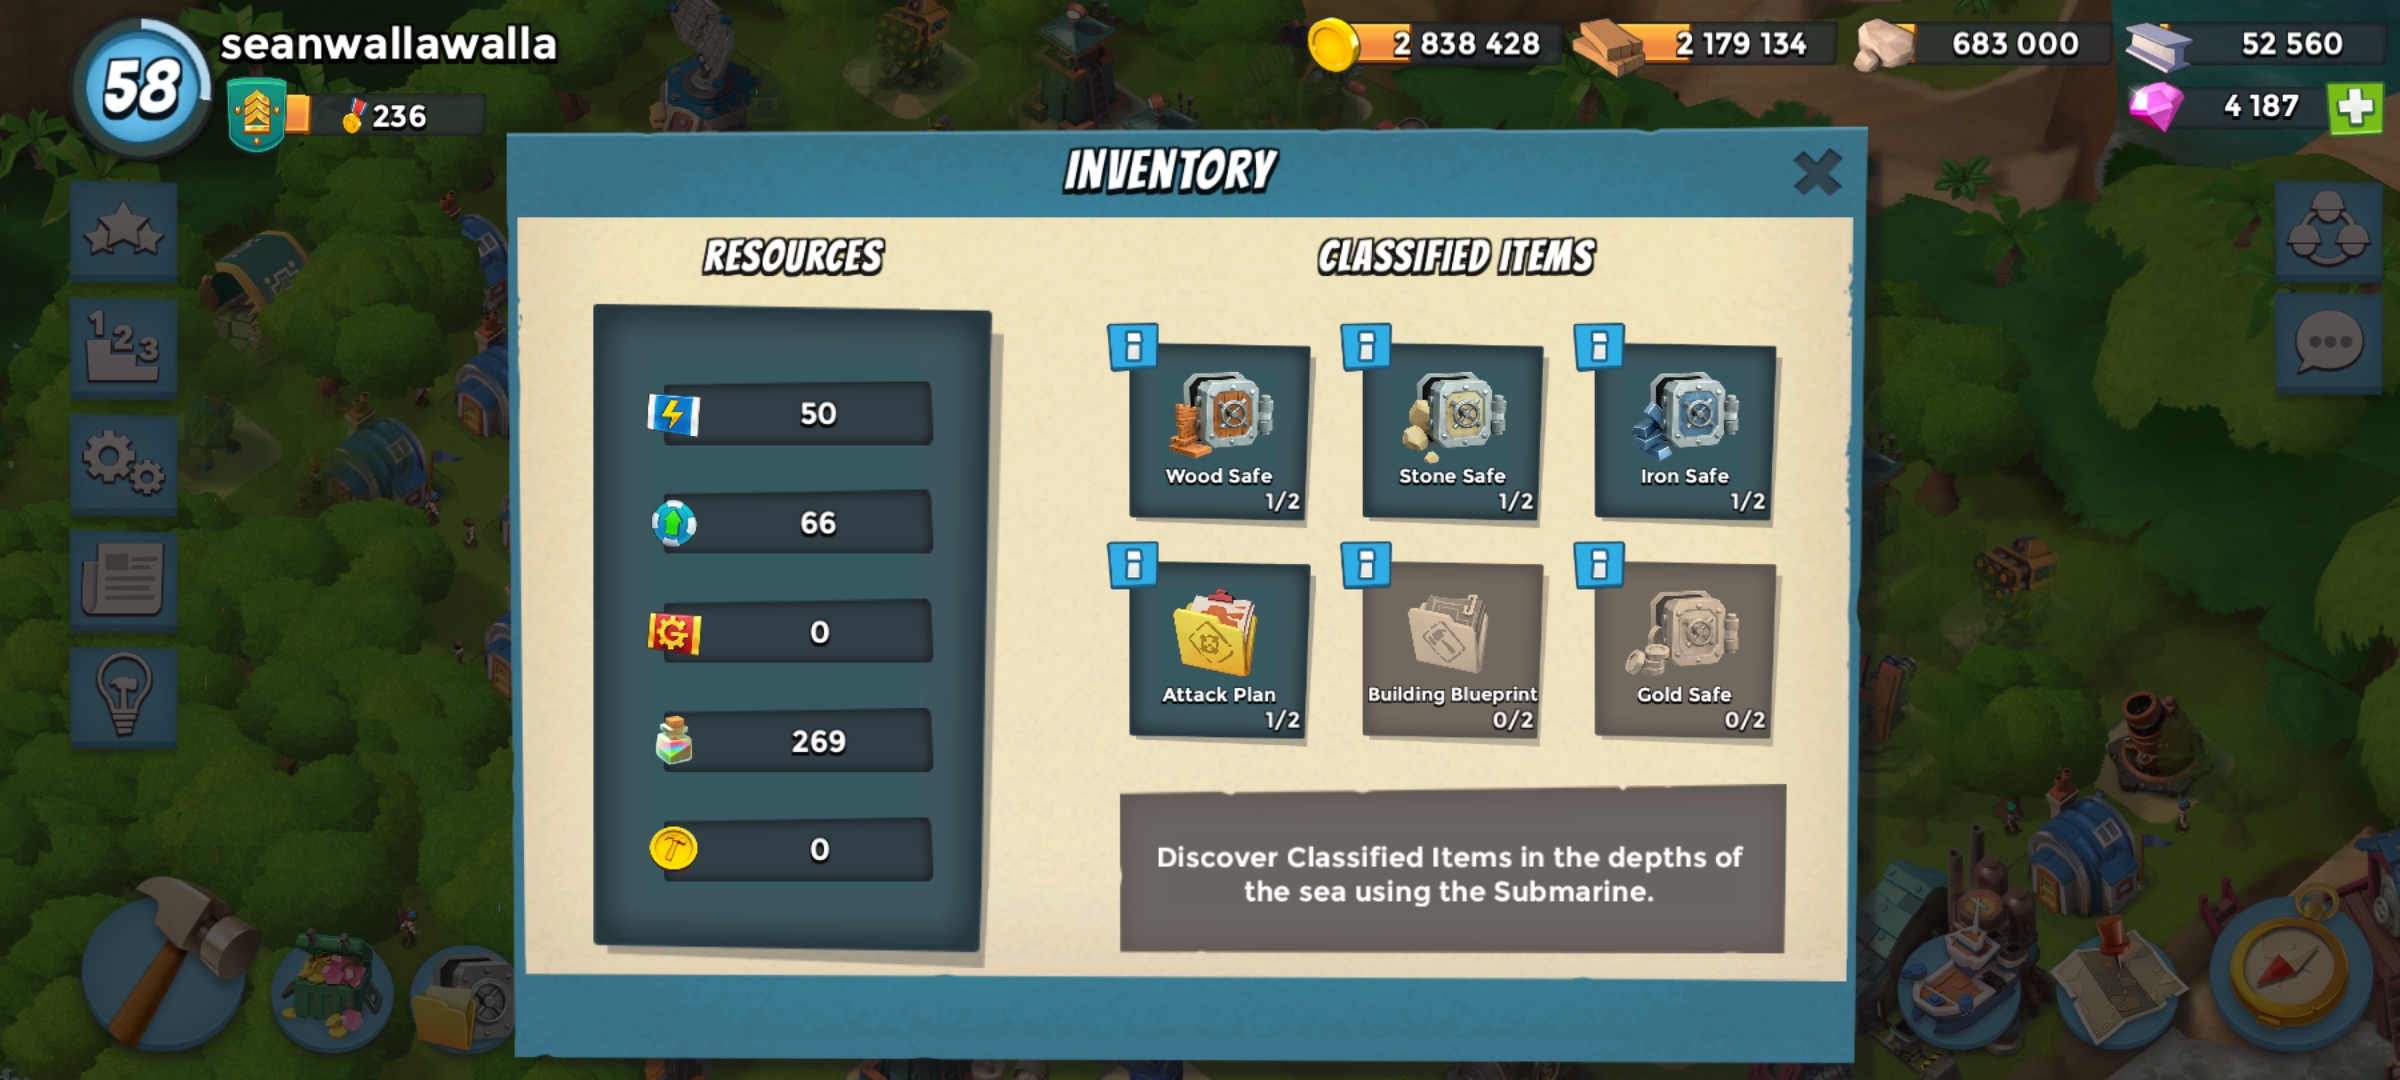 58
seanwallawalla
236
2 838 428
2 179 134
683 000
52 560
4 187
INVENTORY
RESOURCES
50
66
G
0
269
0
CLASSIFIED ITEMS
Wood Safe
1/2
Stone Safe
1/2
Iron Safe
1/2
Attack Plan
1/2
Building Blueprint
0/2
Gold Safe
0/2
Discover Classified Items in the depths of
the sea using the Submarine.
1 2 3